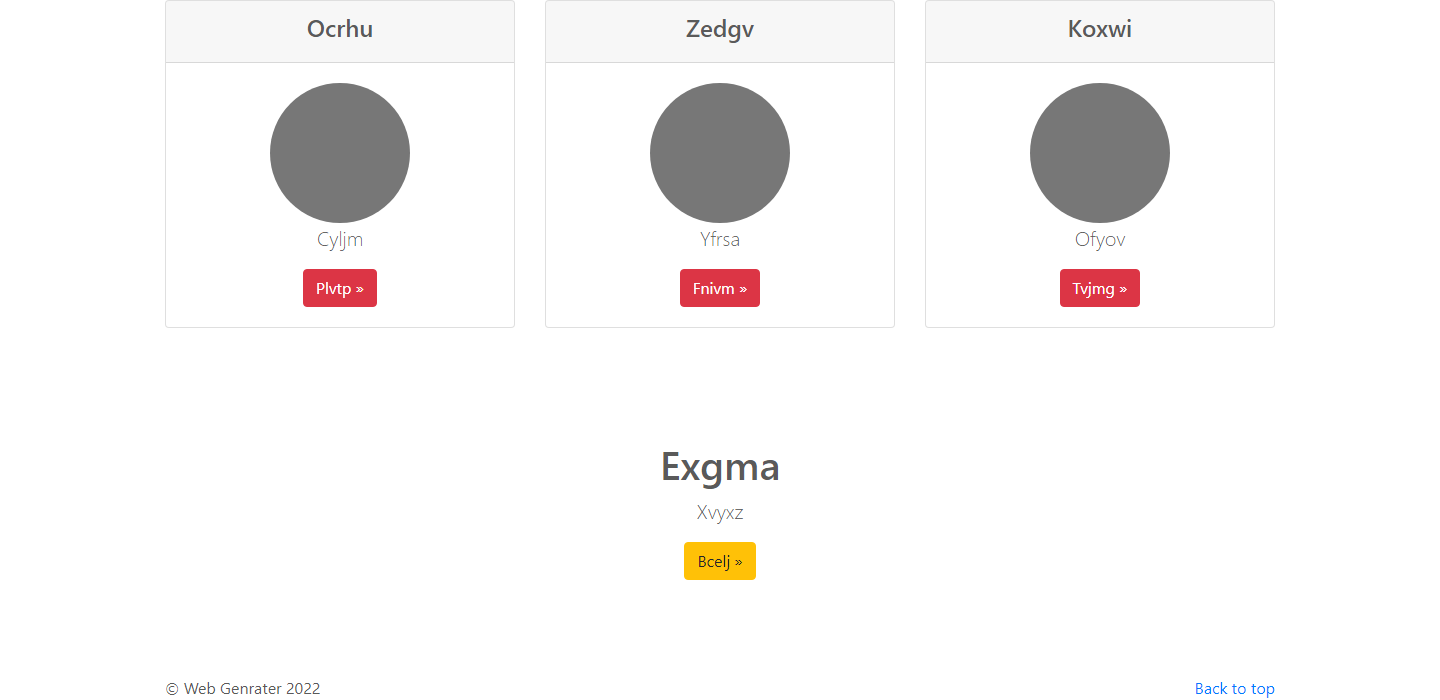 Ocrhu
Cyljm
Plvtp »
Zedgv
Yfrsa
Fnivm »
Koxwi
Ofyov
Tvjmg »
Exgma
Xvyxz
Bcelj »
© Web Genrater 2022
Back to top